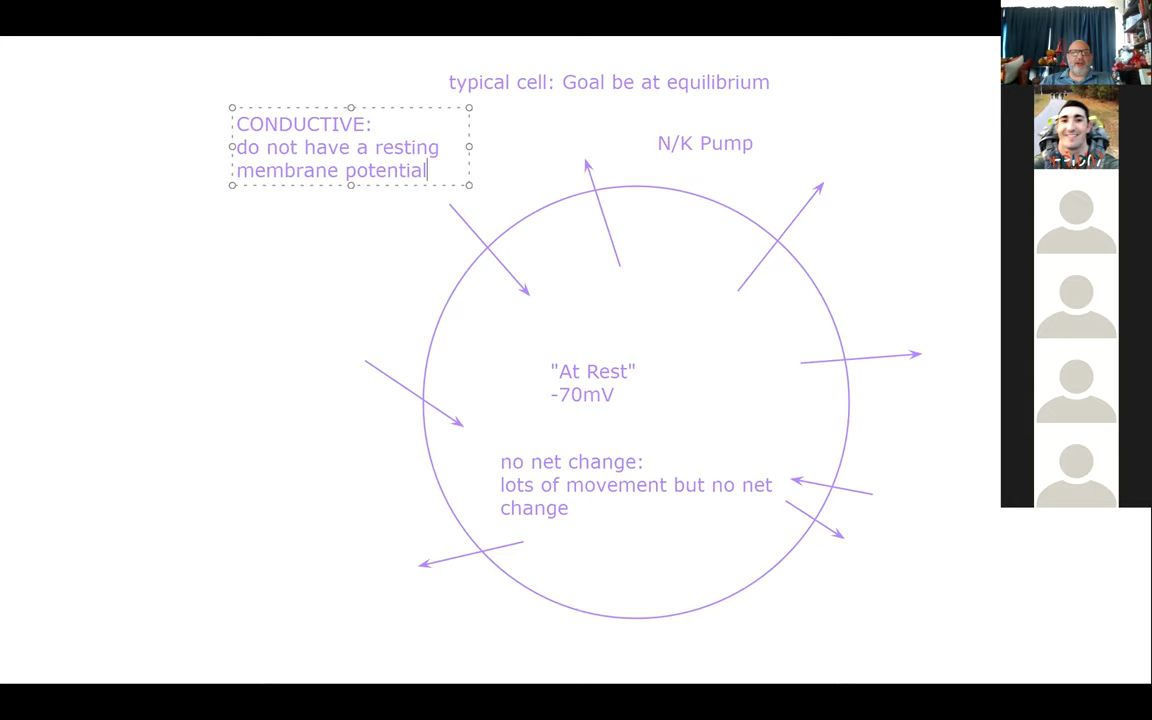 typical cell: Goal be at equilibrium
CONDUCTIVE:
do not have a resting
membrane potential
N/K Pump
"At Rest"
-70mV
no net change:
lots of movement but no net
change